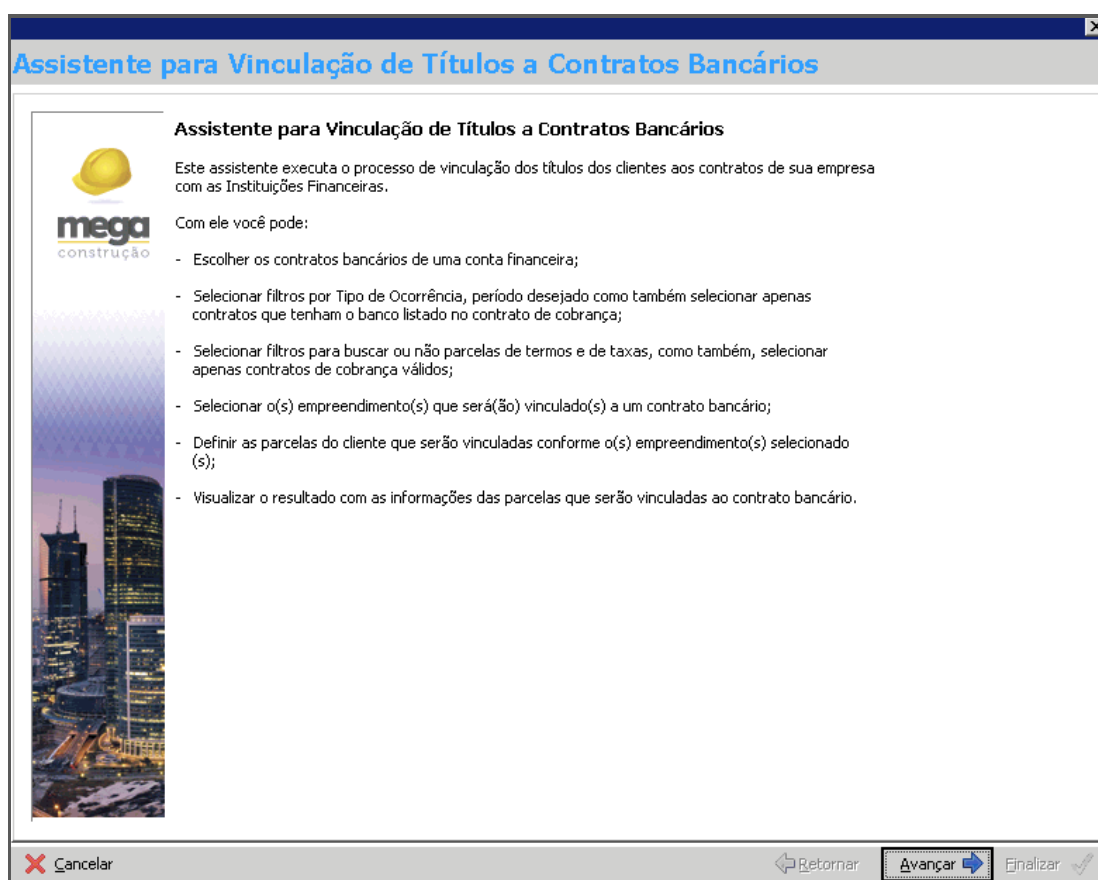 Assistente para Vinculação de Títulos a Contratos Bancários
Assistente para Vinculação de Títulos a Contratos Bancários
Este assistente executa o processo de vinculação dos títulos dos clientes aos contratos de sua empresa
com as Instituições Financeiras.
mega
construção
Com ele você pode:
- Escolher os contratos bancários de uma conta financeira;
- Selecionar filtros por Tipo de Ocorrência, período desejado como também selecionar apenas
contratos que tenham o banco listado no contrato de cobrança;
- Selecionar filtros para buscar ou não parcelas de termos e de taxas, como também, selecionar
apenas contratos de cobrança válidos;
- Selecionar o(s) empreendimento(s) que será(ão) vinculado(s) a um contrato bancário;
- Definir as parcelas do cliente que serão vinculadas conforme o(s) empreendimento(s) selecionado
(s);
- Visualizar o resultado com as informações das parcelas que serão vinculadas ao contrato bancário.
Cancelar
Retornar
Avançar
Finalizar